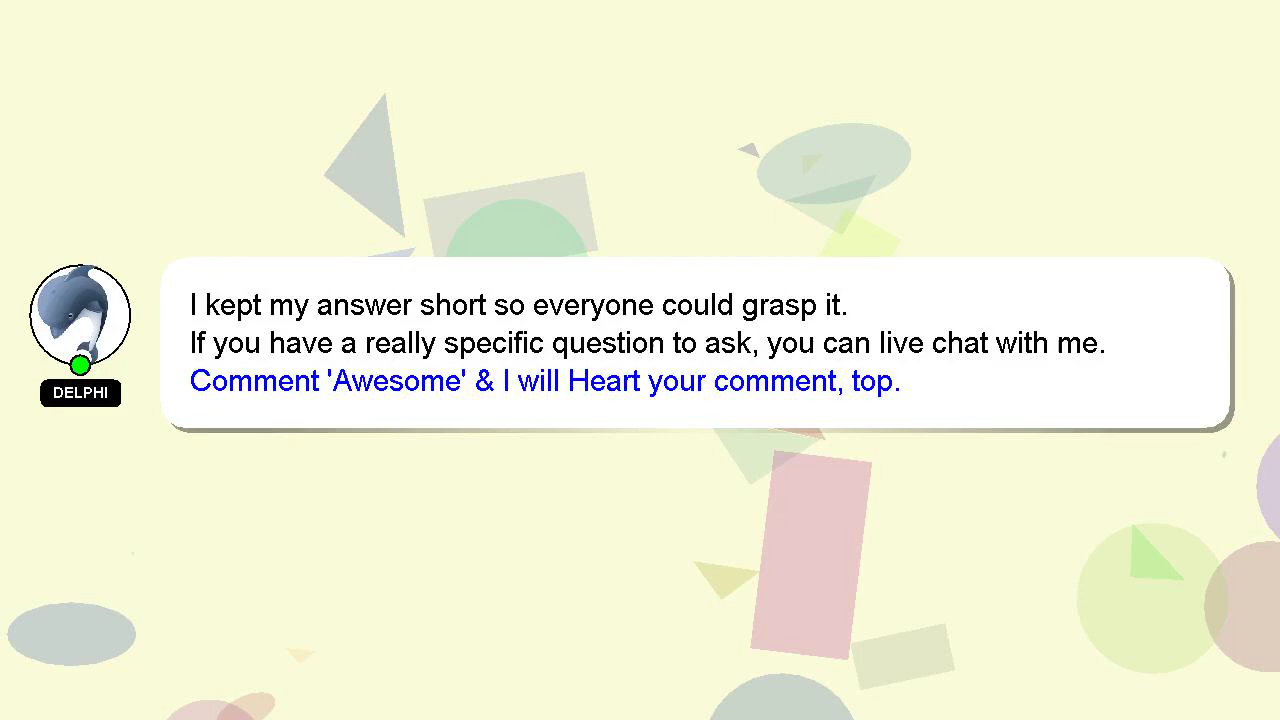 I kept my answer short so everyone could grasp it.
If you have a really specific question to ask, you can live chat with me.
Comment 'Awesome' & I will Heart your comment, top.
DELPHI